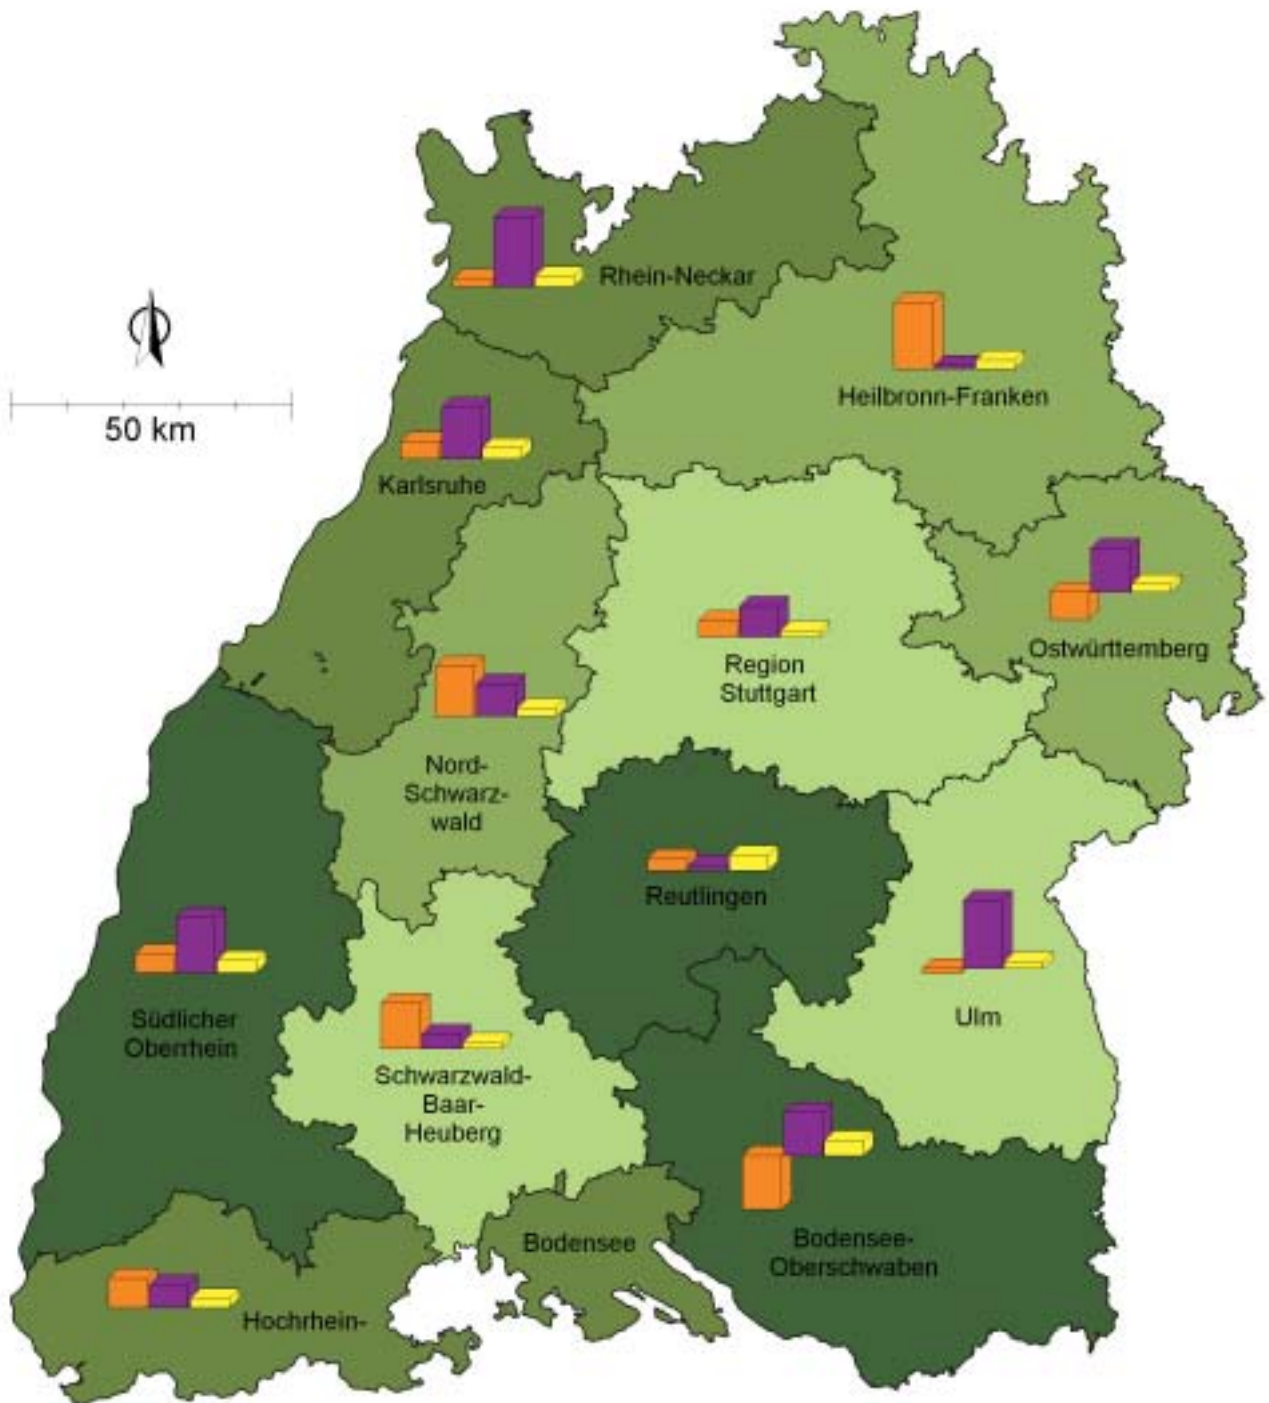 Rhein-Neckar
Heilbronn-Franken
50 km
Karlsruhe
Ostwürttemberg
Region
Stuttgart
Nord-
Schwarz-
wald
Reutlingen
Südlicher
Oberrhein
Ulm
Schwarzwald-
Baar-
Heuberg
Bodensee-
Oberschwaben
Hochrhein-
Bodensee